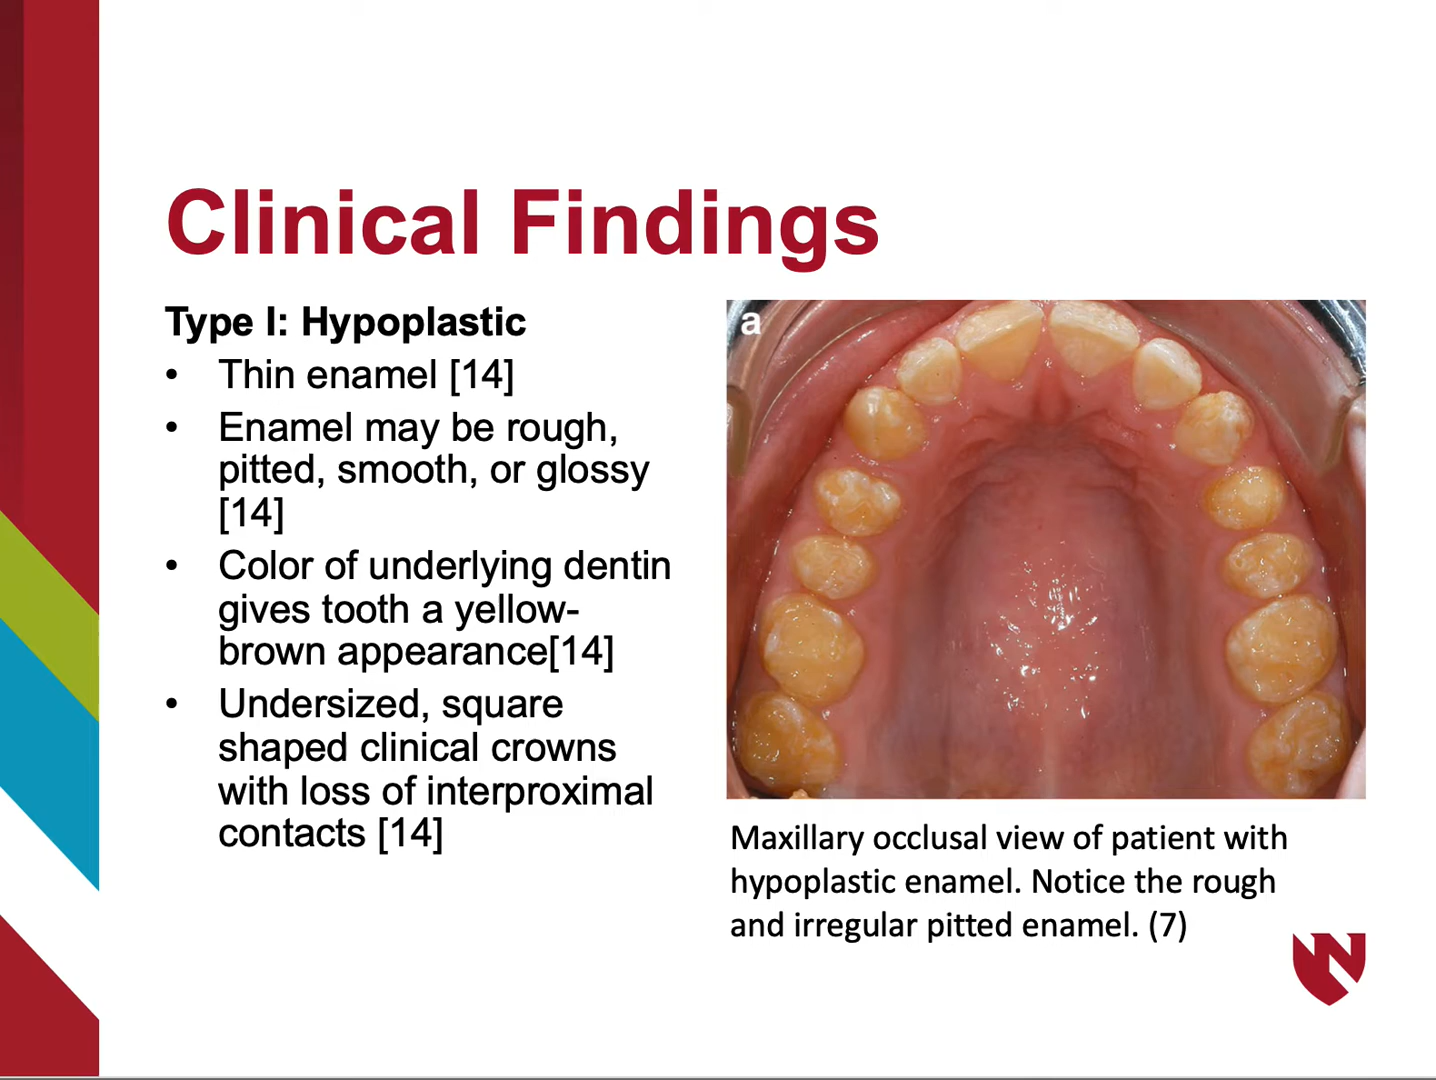 Clinical Findings
Type I: Hypoplastic
• Thin enamel [14]
• Enamel may be rough,
pitted, smooth, or glossy
[14]
• Color of underlying dentin
gives tooth a yellow-
brown appearance[14]
• Undersized, square
shaped clinical crowns
with loss of interproximal
contacts [14]
a
Maxillary occlusal view of patient with
hypoplastic enamel. Notice the rough
and irregular pitted enamel. (7)
N